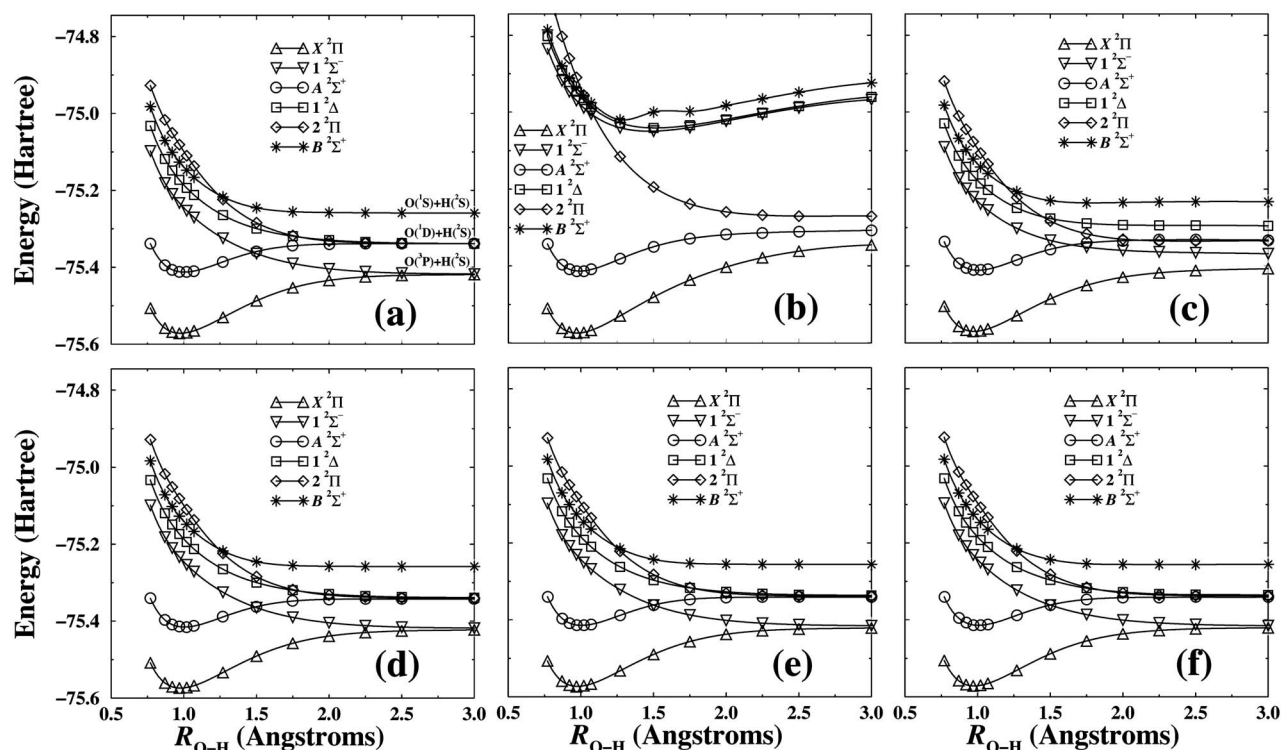 −74.8
−75.0
−75.2
−75.4
−75.6
Energy (Hartree)
X ²Π
1 ²Σ⁻
A ²Σ⁺
1 ²Δ
2 ²Π
B ²Σ⁺
O(¹S)+H(²S)
O(¹D)+H(²S)
O(³P)+H(²S)
(a)
X ²Π
1 ²Σ⁻
A ²Σ⁺
1 ²Δ
2 ²Π
B ²Σ⁺
(b)
X ²Π
1 ²Σ⁻
A ²Σ⁺
1 ²Δ
2 ²Π
B ²Σ⁺
(c)
−74.8
−75.0
−75.2
−75.4
−75.6
Energy (Hartree)
X ²Π
1 ²Σ⁻
A ²Σ⁺
1 ²Δ
2 ²Π
B ²Σ⁺
(d)
0.5 1.0 1.5 2.0 2.5 3.0
R O−H (Angstroms)
X ²Π
1 ²Σ⁻
A ²Σ⁺
1 ²Δ
2 ²Π
B ²Σ⁺
(e)
0.5 1.0 1.5 2.0 2.5 3.0
R O−H (Angstroms)
X ²Π
1 ²Σ⁻
A ²Σ⁺
1 ²Δ
2 ²Π
B ²Σ⁺
(f)
0.5 1.0 1.5 2.0 2.5 3.0
R O−H (Angstroms)